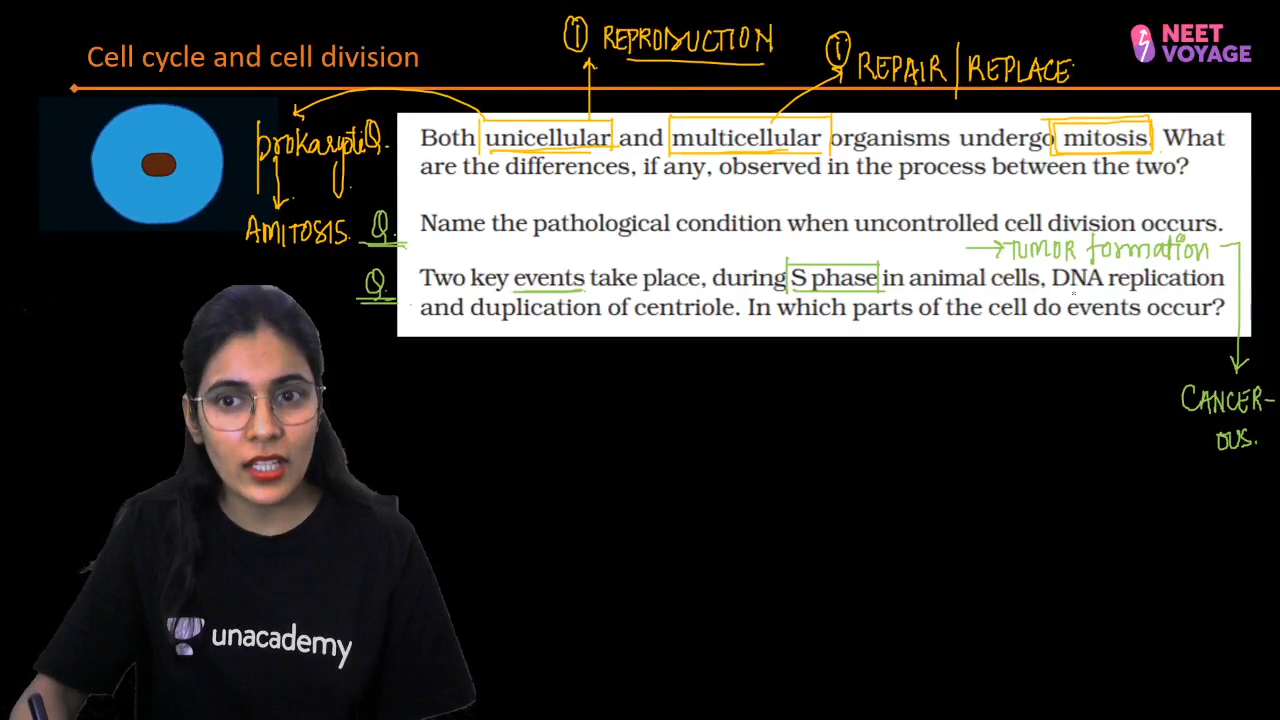 Cell cycle and cell division
① REPRODUCTION
① REPAIR/REPLACE
NEET
VOYAGE
prokaryotic
AMITOSIS.
Q. Both unicellular and multicellular organisms undergo mitosis. What
are the differences, if any, observed in the process between the two?
Q. Name the pathological condition when uncontrolled cell division occurs.
→ TUMOR formation
Q. Two key events take place, during S phase in animal cells, DNA replication
and duplication of centriole. In which parts of the cell do events occur?
CANCER-
OUS.
unacademy